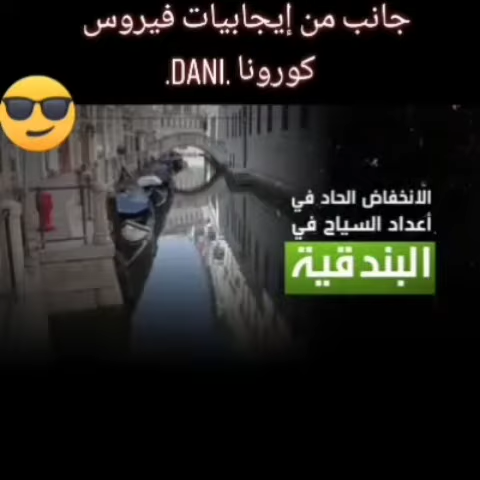 جانب من إيجابيات فيروس
كورونا .DANI.
الانخفاض الحاد في
أعداد السياح في
البندقية